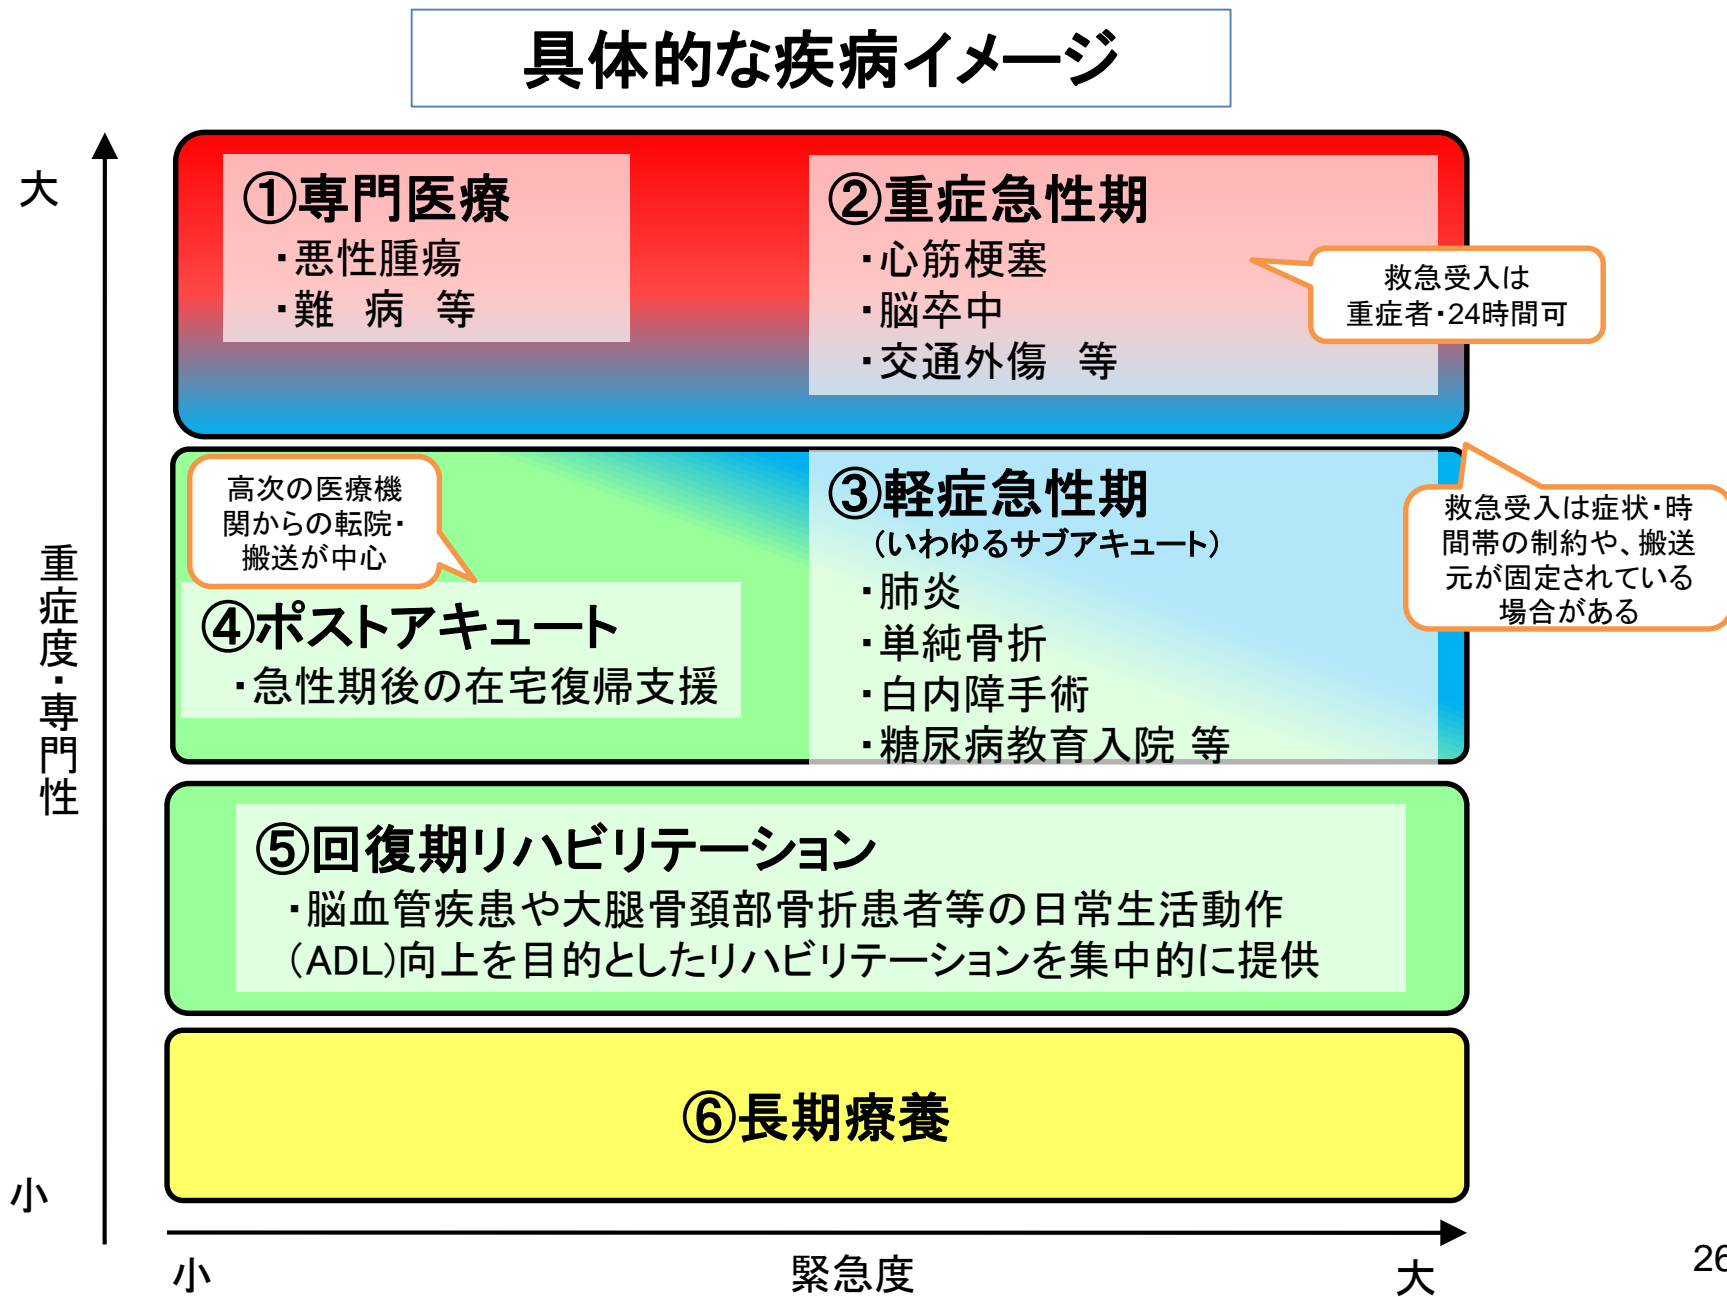 具体的な疾病イメージ
大
①専門医療
・悪性腫瘍
・難　病　等
②重症急性期
・心筋梗塞
・脳卒中
・交通外傷　等
救急受入は
重症者・24時間可
高次の医療機
関からの転院・
搬送が中心
④ポストアキュート
・急性期後の在宅復帰支援
③軽症急性期
（いわゆるサブアキュート）
・肺炎
・単純骨折
・白内障手術
・糖尿病教育入院 等
救急受入は症状・時
間帯の制約や、搬送
元が固定されている
場合がある
重症度・専門性
⑤回復期リハビリテーション
・脳血管疾患や大腿骨頚部骨折患者等の日常生活動作
（ADL)向上を目的としたリハビリテーションを集中的に提供
⑥長期療養
小
小
緊急度
大
26